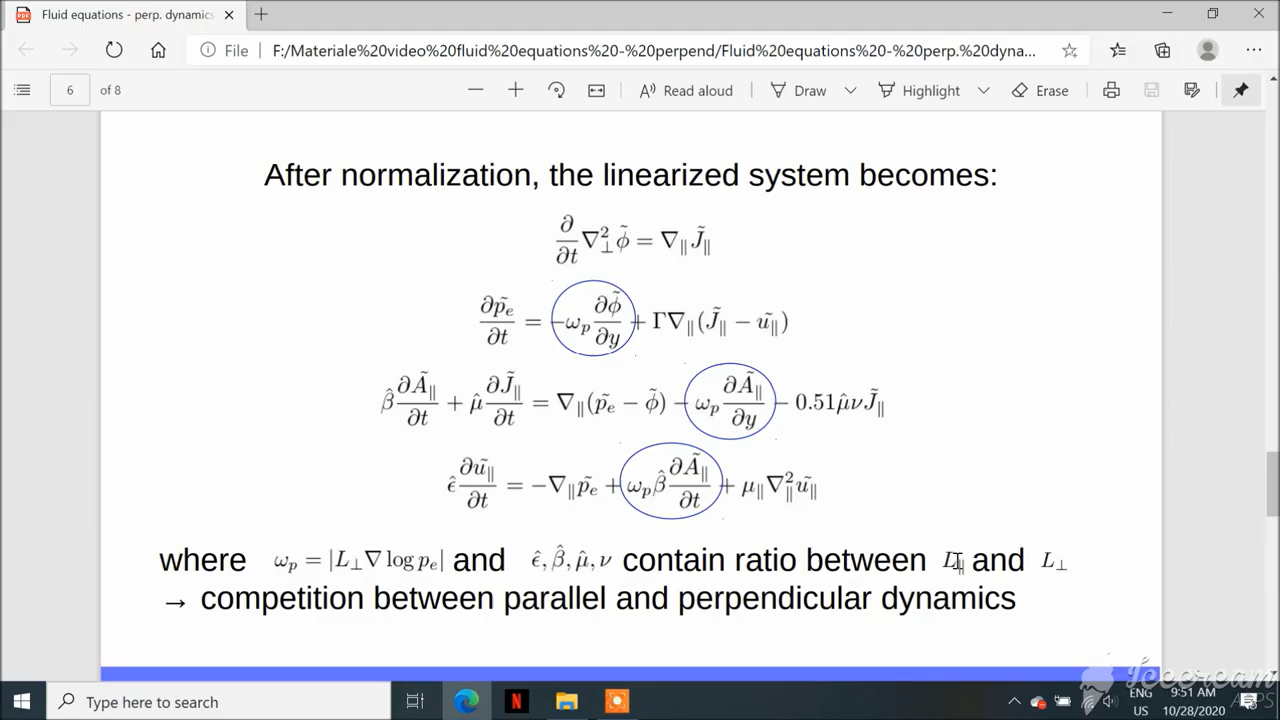 Fluid equations - perp. dynamics
File F:/Materiale%20video%20fluid%20equations%20-%20perpend/Fluid%20equations%20-%20perp.%20dyna...
6 of 8 Read aloud Draw Highlight Erase
After normalization, the linearized system becomes:
∂/∂t ∇⊥² ϕ̃ = ∇∥ J̃∥
∂p̃ₑ/∂t = −ωₚ ∂ϕ̃/∂y + Γ∇∥(J̃∥ − ũ∥)
β̂ ∂Ã∥/∂t + μ̂ ∂J̃∥/∂t = ∇∥(p̃ₑ − ϕ̃) − ωₚ ∂Ã∥/∂y − 0.51μ̂νJ̃∥
ϵ̂ ∂ũ∥/∂t = −∇∥p̃ₑ + ωₚβ̂ ∂Ã∥/∂t + μ∥∇∥²ũ∥
where ωₚ = |L⊥∇ log pₑ| and ϵ̂, β̂, μ̂, ν contain ratio between L∥ and L⊥
→ competition between parallel and perpendicular dynamics
Icecream
APPS
Type here to search
N
ENG 9:51 AM
US 10/28/2020